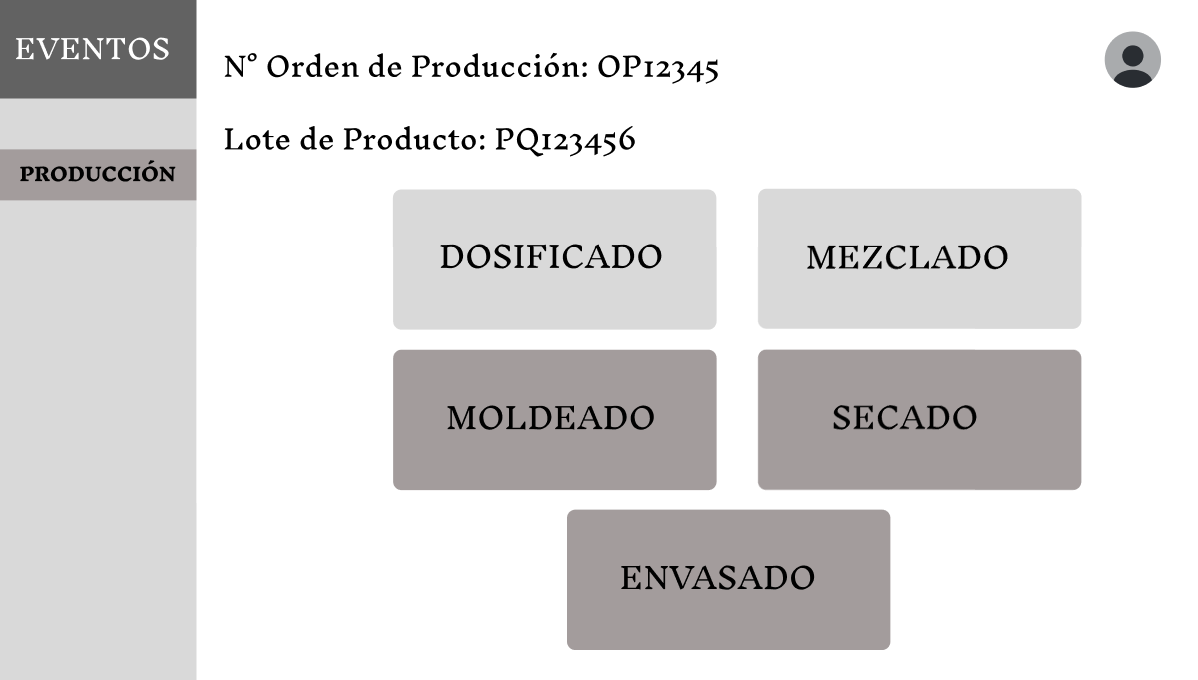 EVENTOS
N° Orden de Producción: OP12345
Lote de Producto: PQ123456
PRODUCCIÓN
DOSIFICADO
MEZCLADO
MOLDEADO
SECADO
ENVASADO